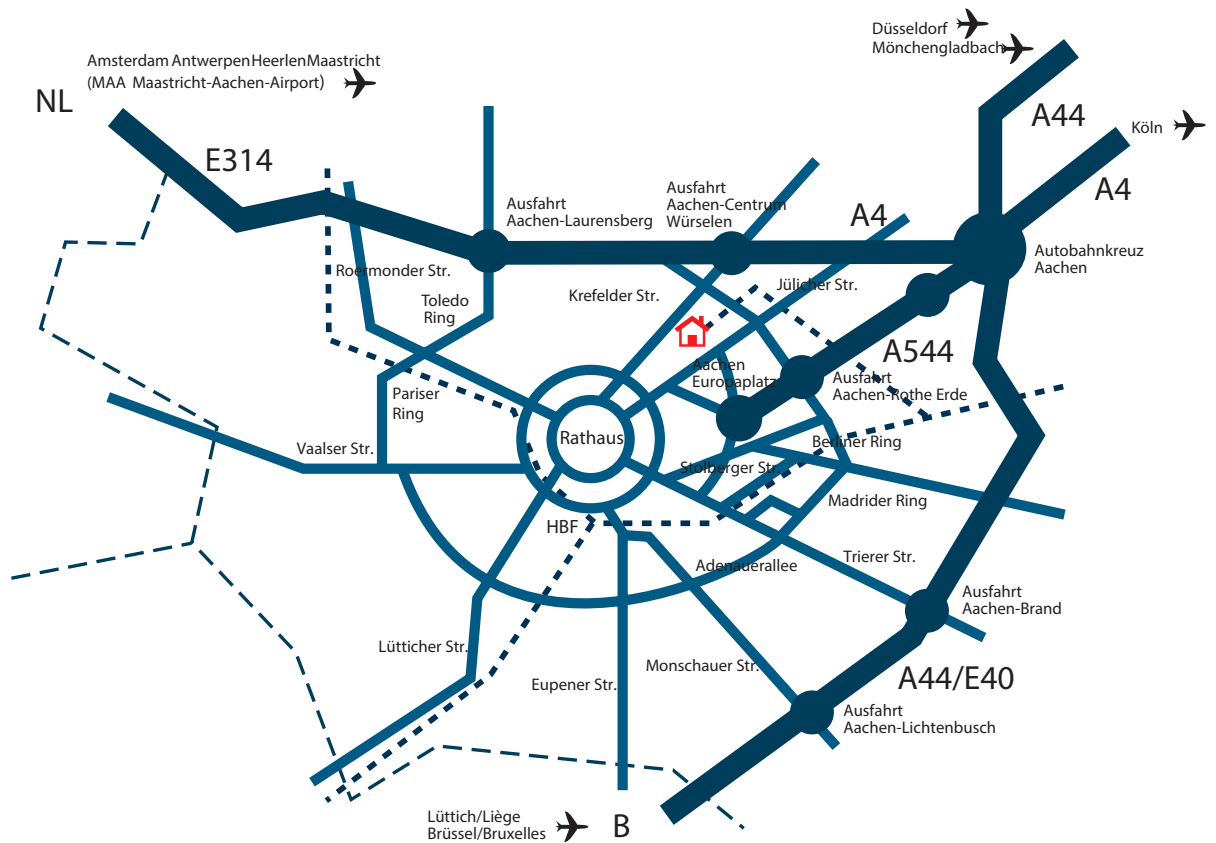 Düsseldorf
Mönchengladbach
Amsterdam Antwerpen Heerlen Maastricht
(MAA Maastricht-Aachen-Airport)
NL
A44
Köln
E314
A4
Ausfahrt
Aachen-Laurensberg
Ausfahrt
Aachen-Centrum
Würselen
A4
Autobahnkreuz
Aachen
Roermonder Str.
Toledo
Ring
Krefelder Str.
Jülicher Str.
A544
Aachen
Europaplatz
Ausfahrt
Aachen-Rothe Erde
Pariser
Ring
Vaalser Str.
Rathaus
Berliner Ring
Stolberger Str.
Madrider Ring
HBF
Adenauerallee
Trierer Str.
Ausfahrt
Aachen-Brand
Lütticher Str.
Eupener Str.
Monschauer Str.
A44/E40
Ausfahrt
Aachen-Lichtenbusch
Lüttich/Liège
Brüssel/Bruxelles
B